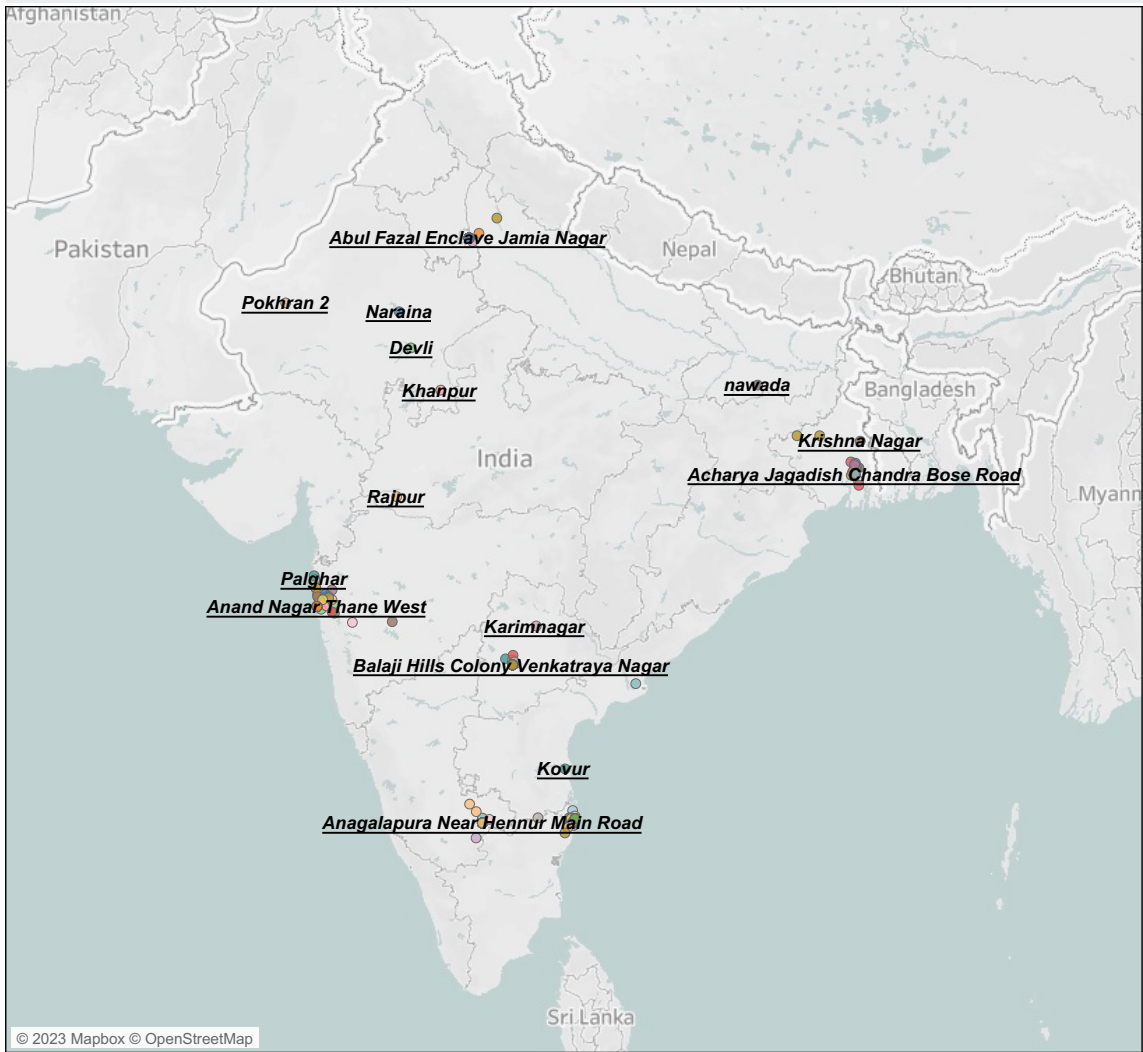 Afghanistan
Pakistan
Abul Fazal Enclave Jamia Nagar
Nepal
Bhutan
Pokhran 2
Naraina
Devli
Khanpur
nawada
Bangladesh
Krishna Nagar
India
Acharya Jagadish Chandra Bose Road
Rajpur
Myanm
Palghar
Anand Nagar Thane West
Karimnagar
Balaji Hills Colony Venkatraya Nagar
Kovur
Anagalapura Near Hennur Main Road
Sri Lanka
© 2023 Mapbox © OpenStreetMap